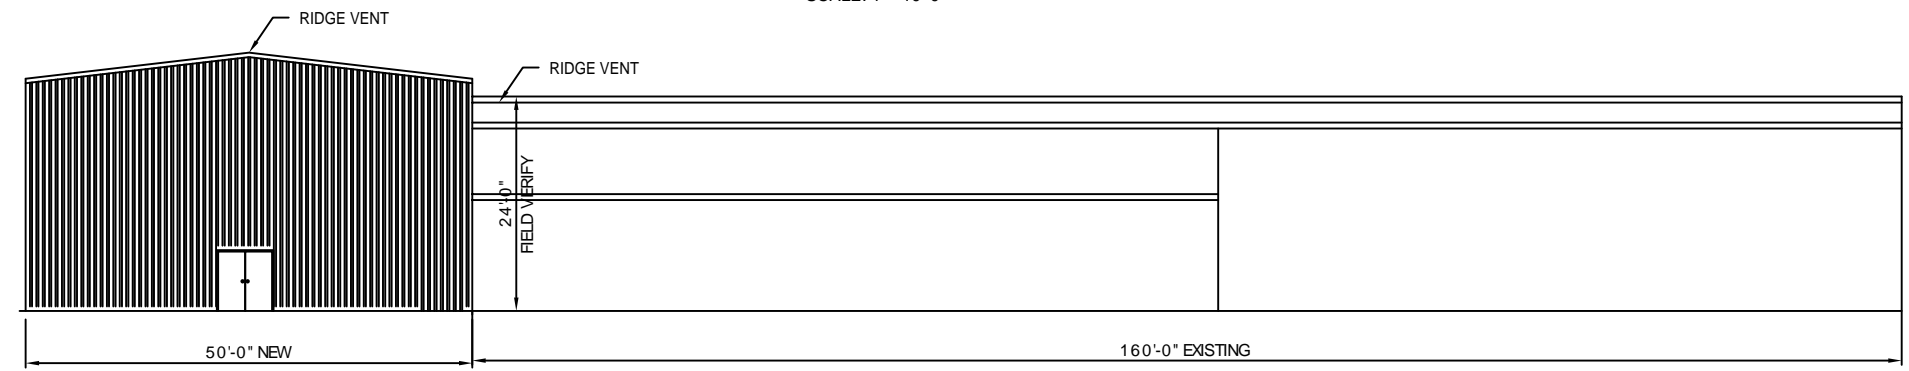 RIDGE VENT
RIDGE VENT
24'-0"
FIELD VERIFY
50'-0" NEW
160'-0" EXISTING